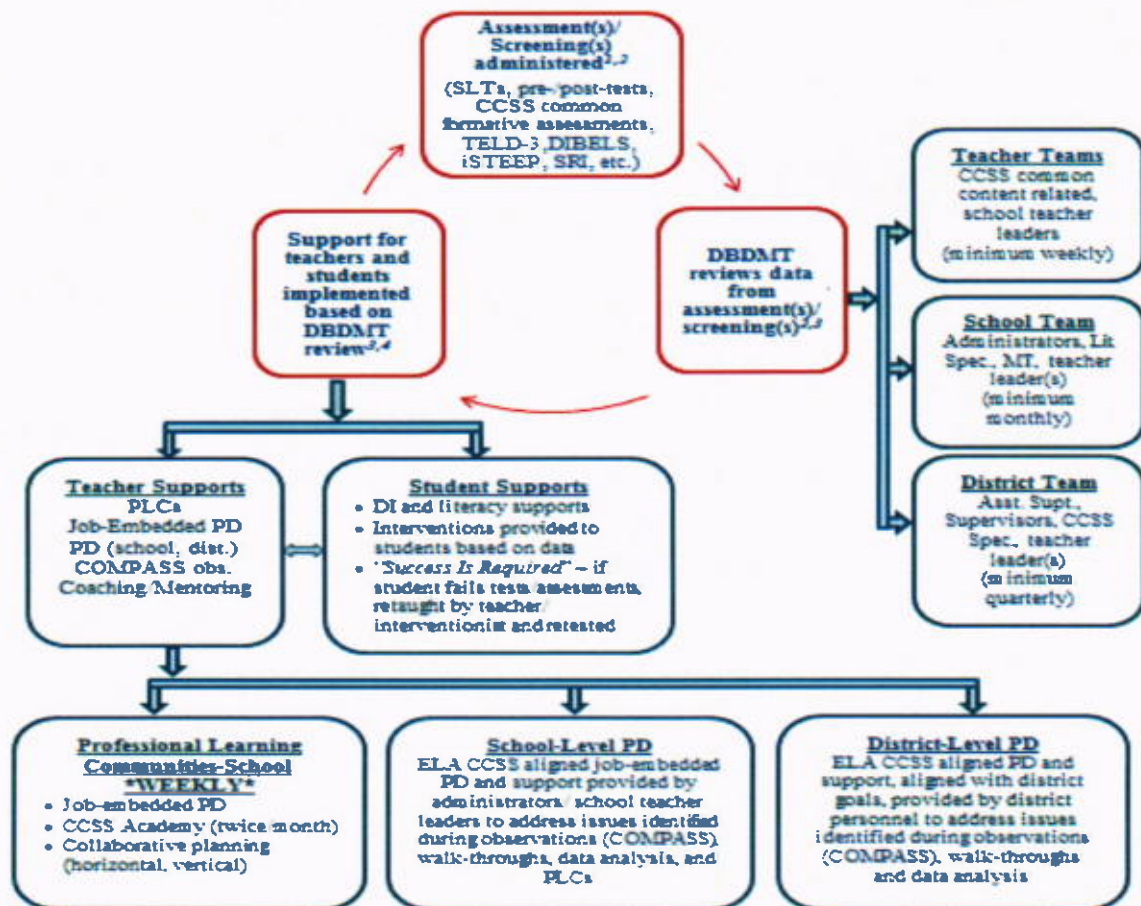 Assessment(s)/
Screening(s)
administered1,2
(SLTs, pre-/post-tests,
CCSS common
formative assessments,
TELD-3, DIBELS,
iSTEEP, SRI, etc.)
Support for
teachers and
students
implemented
based on
DBDMT
review3,4
DBDMT
reviews data
from
assessment(s)/
screening(s)2,3
Teacher Teams
CCSS common
content related,
school teacher
leaders
(minimum weekly)
School Team
Administrators, Lit
Spec., MT, teacher
leader(s)
(minimum
monthly)
District Team
Asst. Supt.,
Supervisors, CCSS
Spec., teacher
leader(s)
(minimum
quarterly)
Teacher Supports
PLCs
Job-Embedded PD
PD (school, dist.)
COMPASS obs.
Coaching/Mentoring
Student Supports
• DI and literacy supports
• Interventions provided to
students based on data
• "Success Is Required" – if
student fails tests/assesments,
retaught by teacher/
interventionist and retested
Professional Learning
Communities-School
*WEEKLY*
• Job-embedded PD
• CCSS Academy (twice/month)
• Collaborative planning
(horizontal, vertical)
School-Level PD
ELA CCSS aligned job-embedded
PD and support provided by
administrators/ school teacher
leaders to address issues identified
during observations (COMPASS),
walk-throughs, data analysis, and
PLCs
District-Level PD
ELA CCSS aligned PD and
support, aligned with district
goals, provided by district
personnel to address issues
identified during observations
(COMPASS), walk-throughs
and data analysis